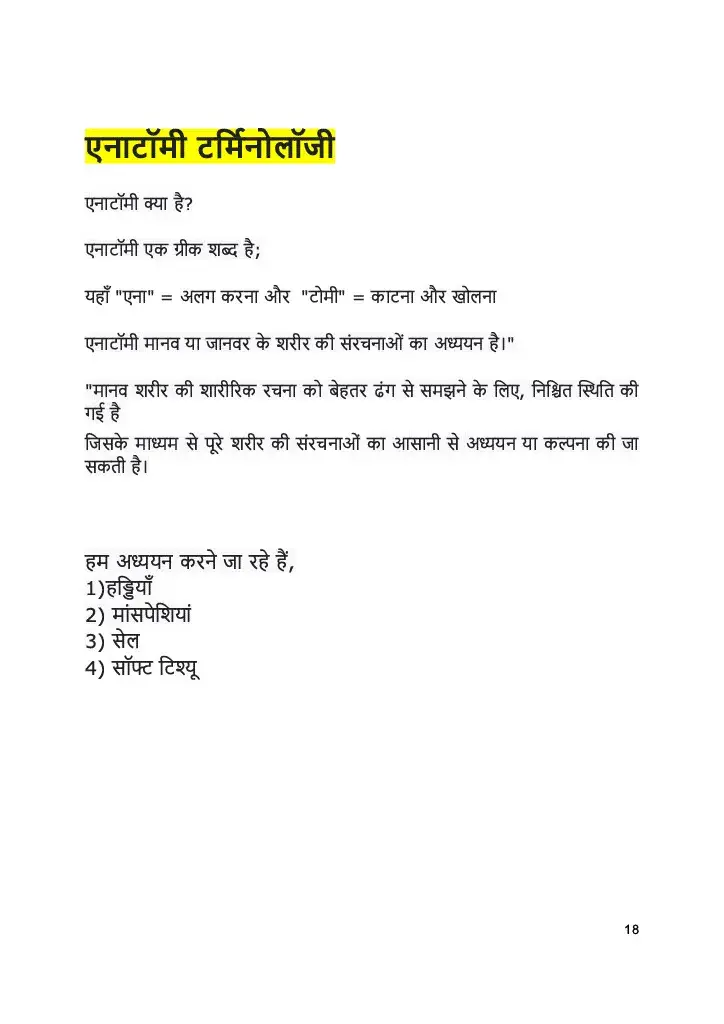 एनाटॉमी टर्मिनोलॉजी
एनाटॉमी क्या है?
एनाटॉमी एक ग्रीक शब्द है;
यहाँ "एना" = अलग करना और "टोमी" = काटना और खोलना
एनाटॉमी मानव या जानवर के शरीर की संरचनाओं का अध्ययन है।"
"मानव शरीर की शारीरिक रचना को बेहतर ढंग से समझने के लिए, निश्चित स्थिति की
गई है
जिसके माध्यम से पूरे शरीर की संरचनाओं का आसानी से अध्ययन या कल्पना की जा
सकती है।
हम अध्ययन करने जा रहे हैं,
1)हड्डियाँ
2) मांसपेशियां
3) सेल
4) सॉफ्ट टिश्यू
18